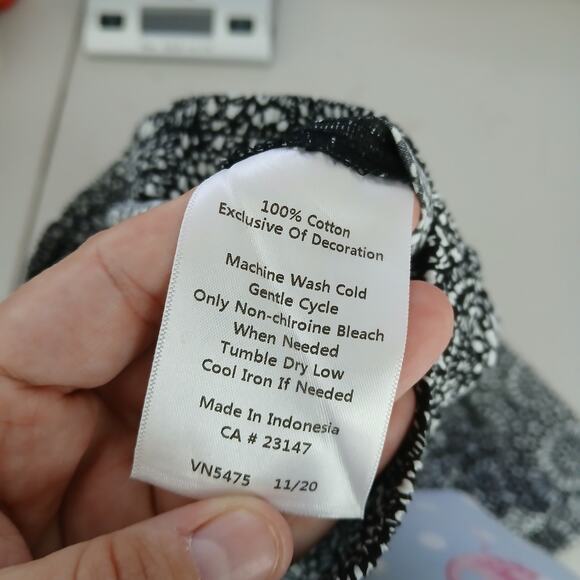 100% Cotton
Exclusive Of Decoration
Machine Wash Cold
Gentle Cycle
Only Non-chlroine Bleach
When Needed
Tumble Dry Low
Cool Iron If Needed
Made In Indonesia
CA # 23147
VN5475 11/20